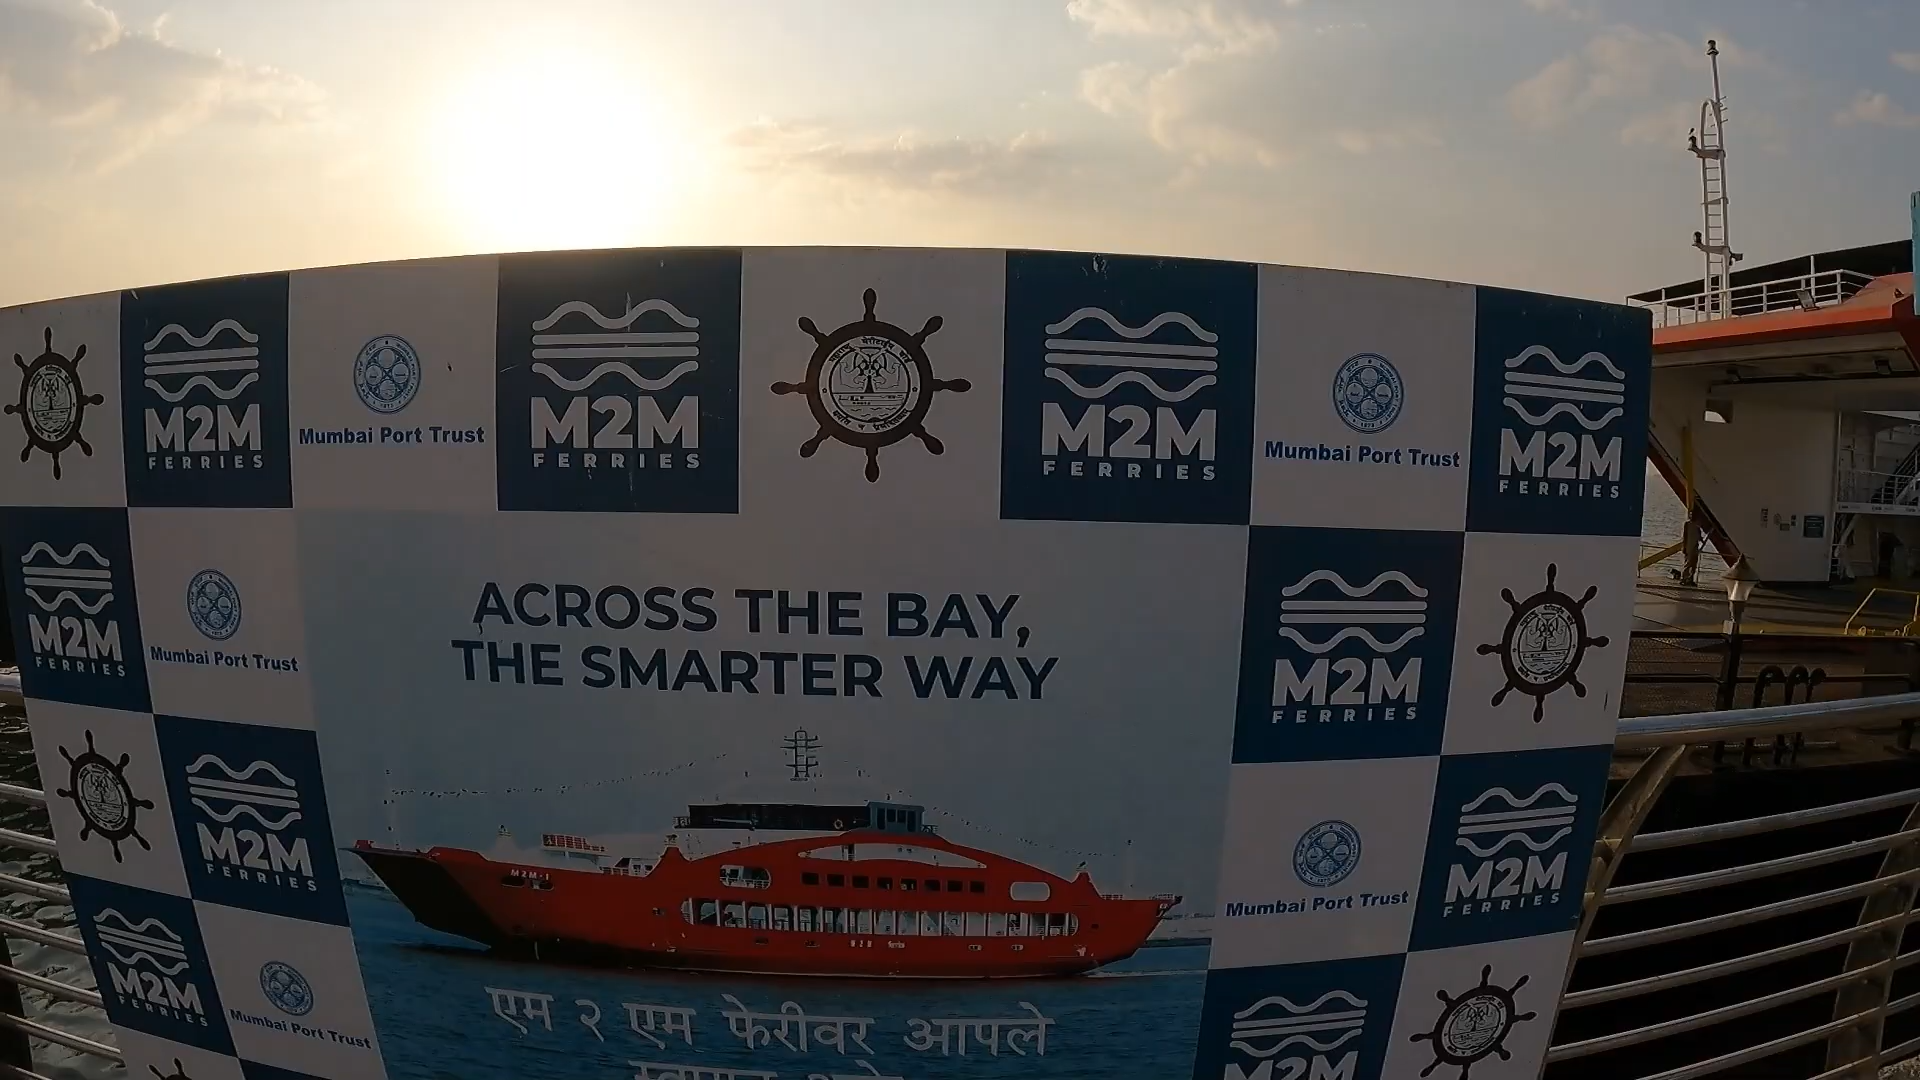 M2M
FERRIES
Mumbai Port Trust
M2M
FERRIES
M2M
FERRIES
Mumbai Port Trust
M2M
FERRIES
M2M
FERRIES
Mumbai Port Trust
ACROSS THE BAY,
THE SMARTER WAY
M2M
FERRIES
M2M
FERRIES
M2M-1
Mumbai Port Trust
M2M
FERRIES
M2M
FERRIES
Mumbai Port Trust
एम २ एम फेरीवर आपले
M2M